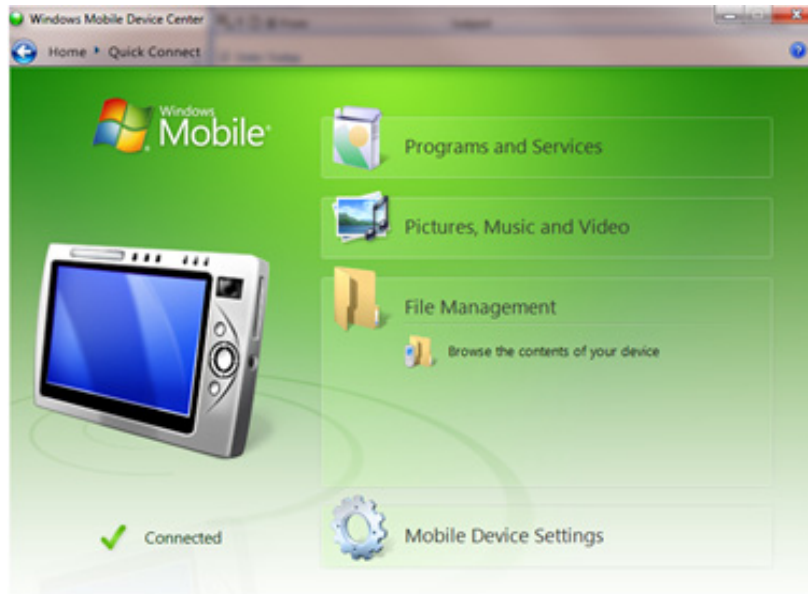 Windows Mobile Device Center
Home Quick Connect
Windows
Mobile
Programs and Services
Pictures, Music and Video
File Management
Browse the contents of your device
Connected
Mobile Device Settings